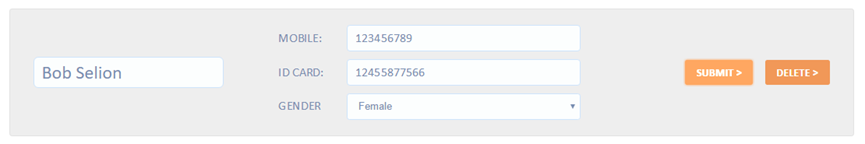 Bob Selion
MOBILE: 123456789
ID CARD: 12455877566
GENDER Female
SUBMIT > DELETE >